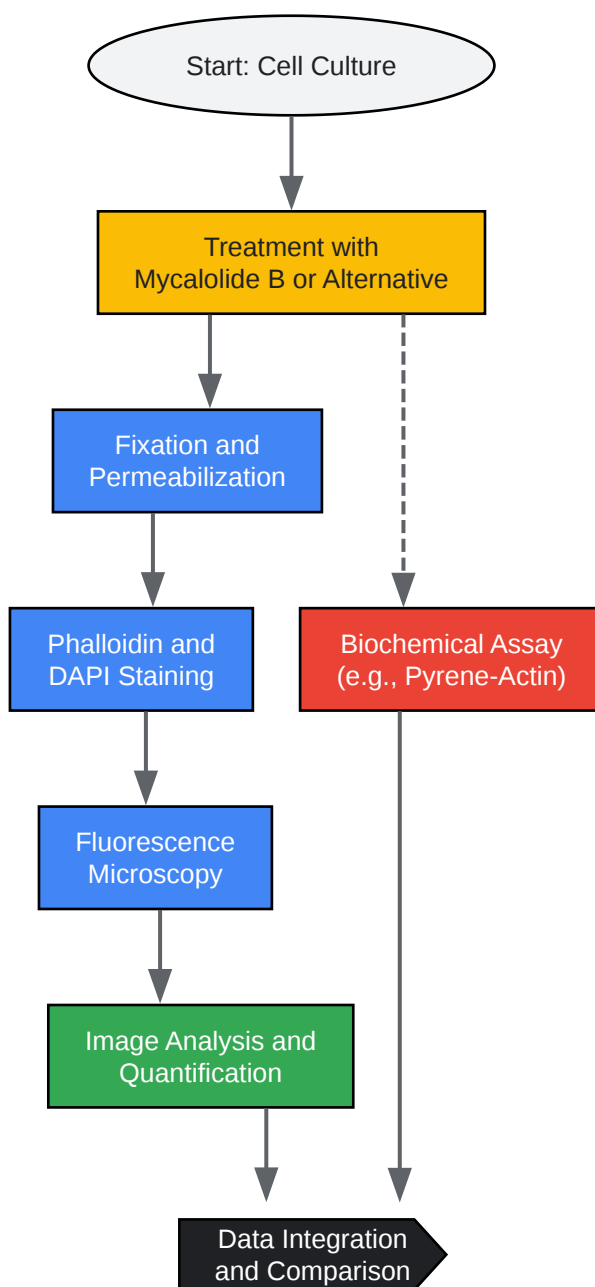 Start: Cell Culture
Treatment with
Mycalolide B or Alternative
Fixation and
Permeabilization
Phalloidin and
DAPI Staining
Biochemical Assay
(e.g., Pyrene-Actin)
Fluorescence
Microscopy
Image Analysis and
Quantification
Data Integration
and Comparison